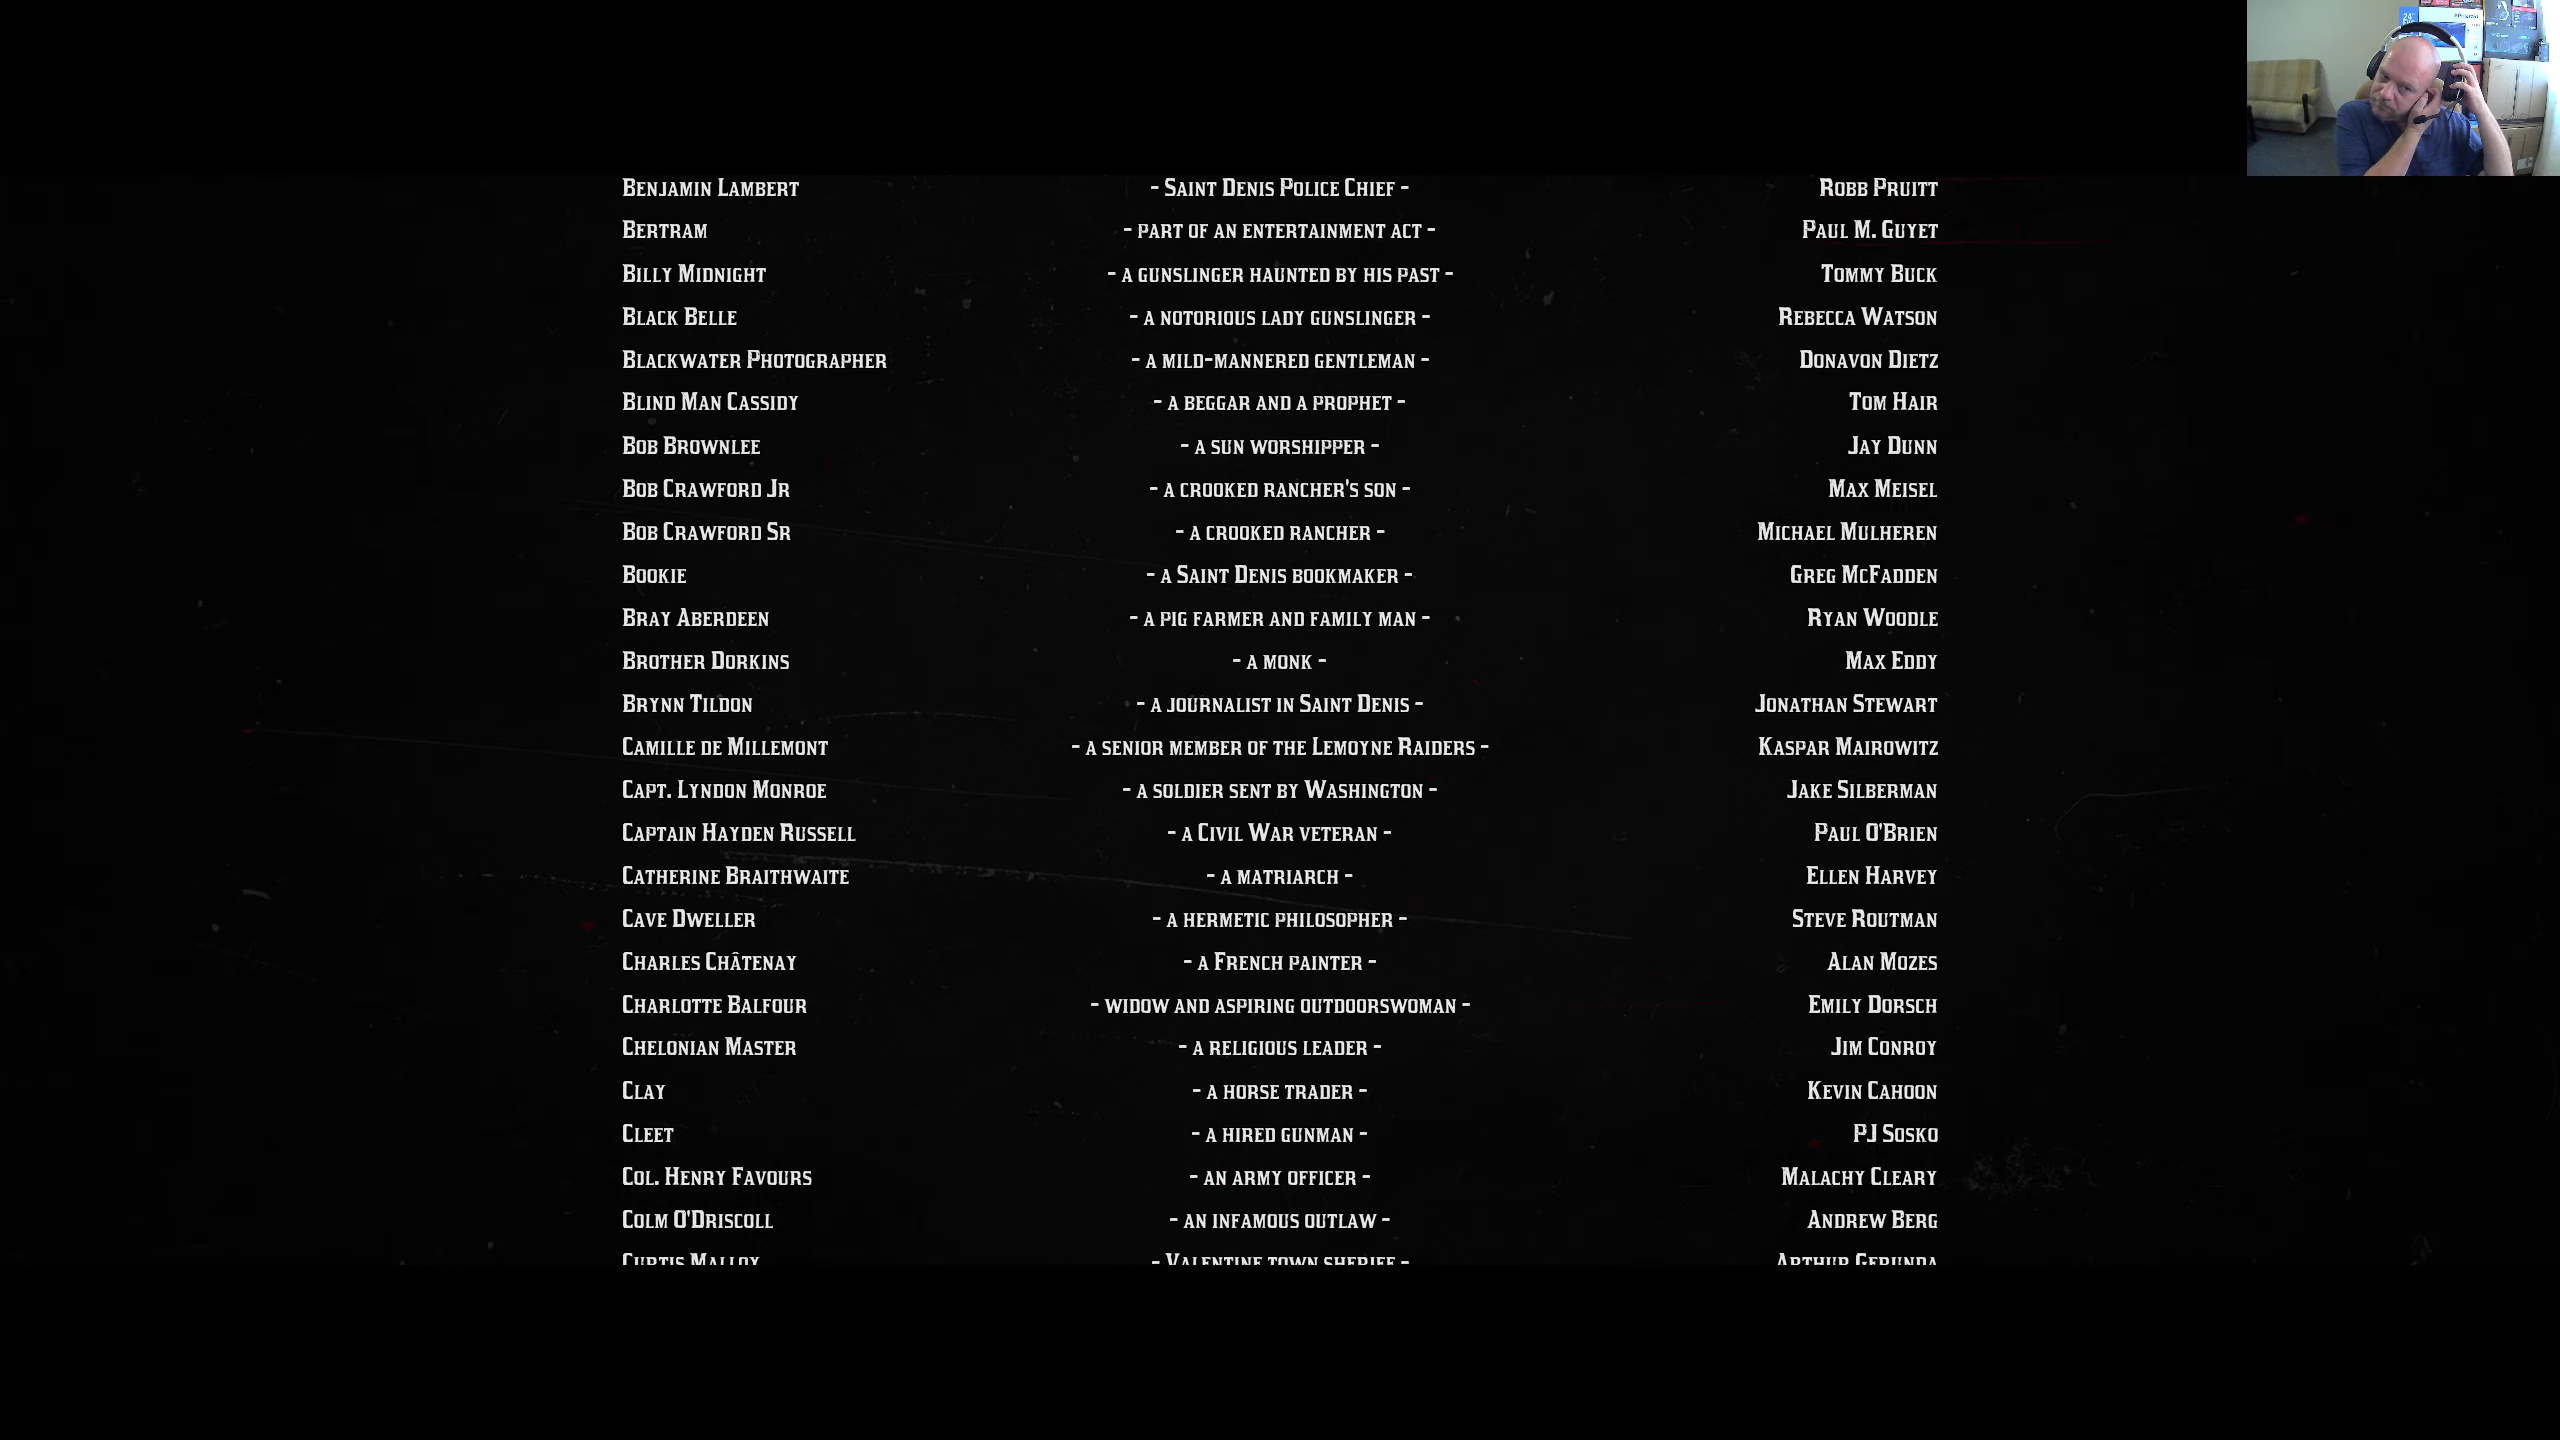 Benjamin Lambert - Saint Denis Police Chief - Robb Pruitt
Bertram - part of an entertainment act - Paul M. Guyet
Billy Midnight - a gunslinger haunted by his past - Tommy Buck
Black Belle - a notorious lady gunslinger - Rebecca Watson
Blackwater Photographer - a mild-mannered gentleman - Donavon Dietz
Blind Man Cassidy - a beggar and a prophet - Tom Hair
Bob Brownlee - a sun worshipper - Jay Dunn
Bob Crawford Jr - a crooked rancher's son - Max Meisel
Bob Crawford Sr - a crooked rancher - Michael Mulheren
Bookie - a Saint Denis bookmaker - Greg McFadden
Bray Aberdeen - a pig farmer and family man - Ryan Woodle
Brother Dorkins - a monk - Max Eddy
Brynn Tildon - a journalist in Saint Denis - Jonathan Stewart
Camille de Millemont - a senior member of the Lemoyne Raiders - Kaspar Mairowitz
Capt. Lyndon Monroe - a soldier sent by Washington - Jake Silberman
Captain Hayden Russell - a Civil War veteran - Paul O'Brien
Catherine Braithwaite - a matriarch - Ellen Harvey
Cave Dweller - a hermetic philosopher - Steve Routman
Charles Châtenay - a French painter - Alan Mozes
Charlotte Balfour - widow and aspiring outdoorswoman - Emily Dorsch
Chelonian Master - a religious leader - Jim Conroy
Clay - a horse trader - Kevin Cahoon
Cleet - a hired gunman - PJ Sosko
Col. Henry Favours - an army officer - Malachy Cleary
Colm O'Driscoll - an infamous outlaw - Andrew Berg
Curtis Malloy - Valentine town sheriff - Arthur Gerunda